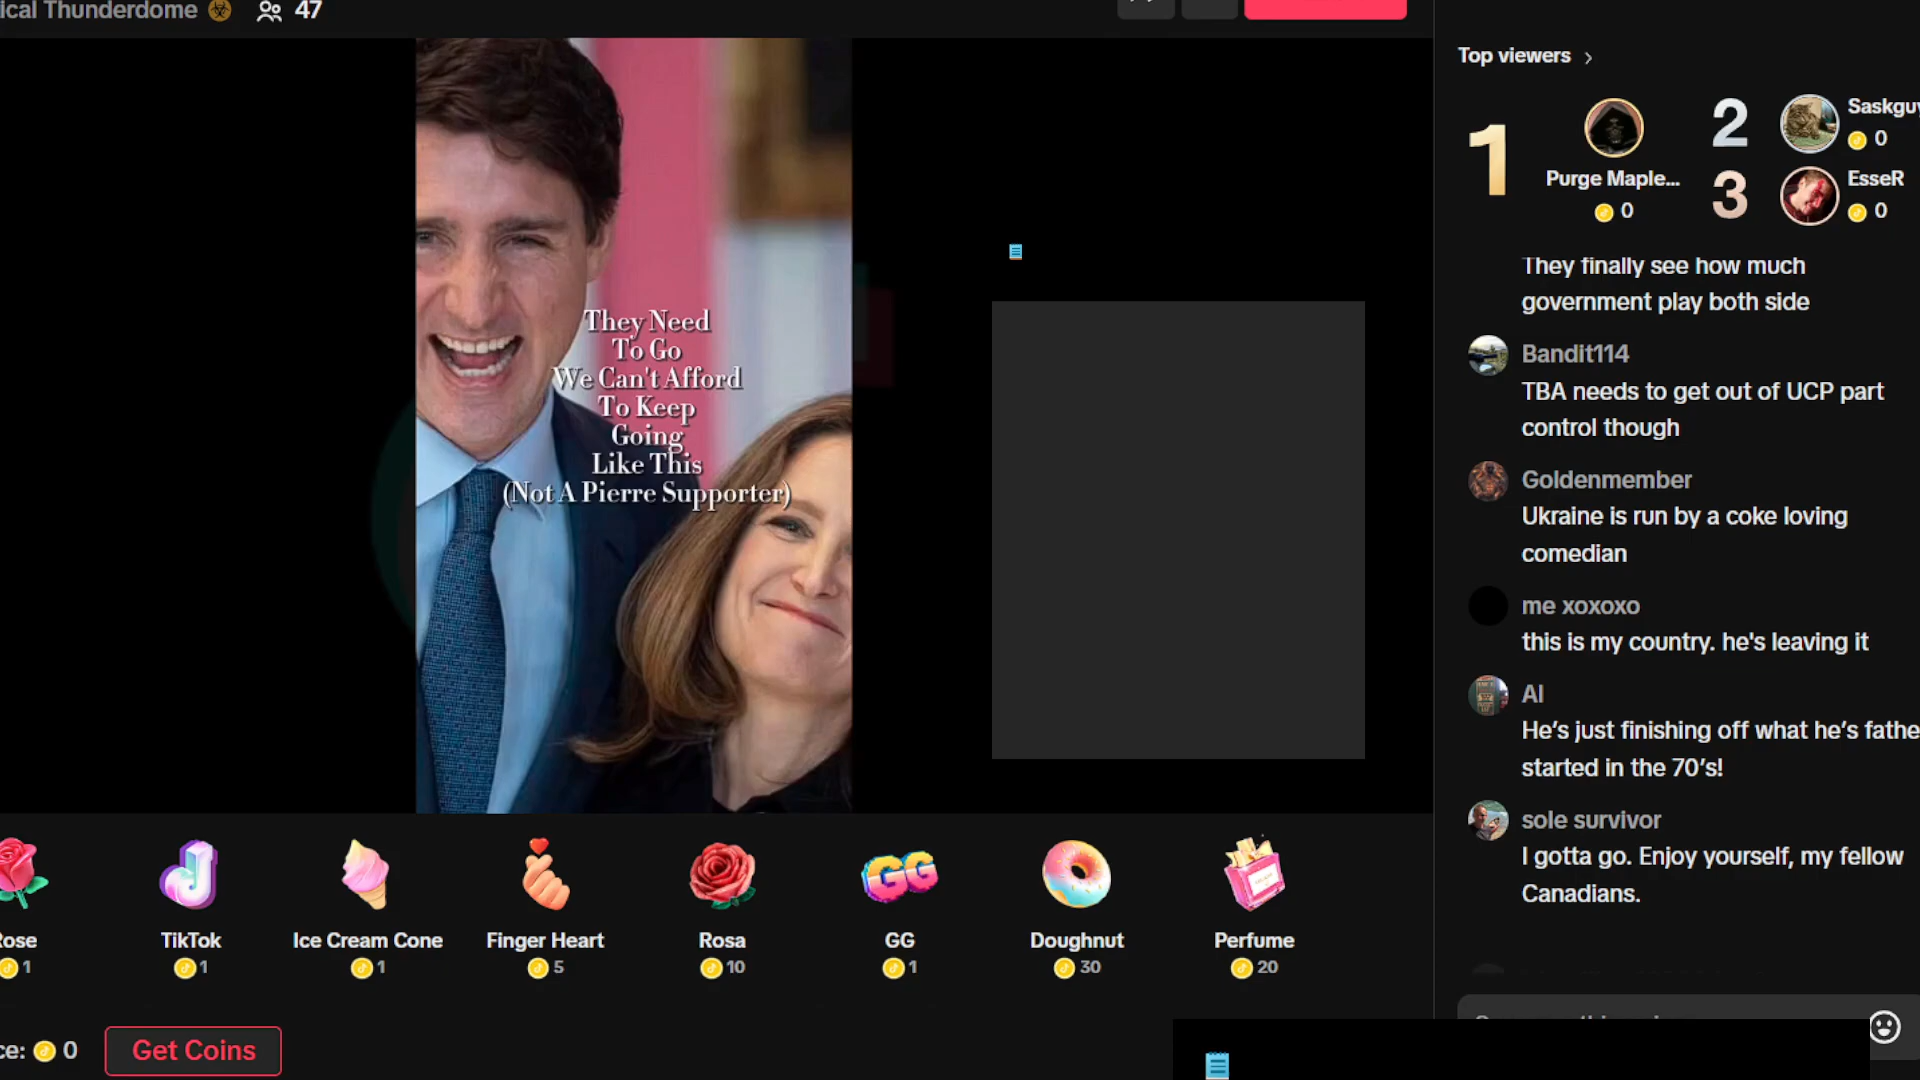 ical Thunderdome
47
They Need
To Go
We Can't Afford
To Keep
Going
Like This
(Not A Pierre Supporter)
Top viewers
1
Purge Maple...
0
2
Saskguy
0
3
EsseR
0
They finally see how much
government play both side
Bandit114
TBA needs to get out of UCP part
control though
Goldenmember
Ukraine is run by a coke loving
comedian
me xoxoxo
this is my country. he's leaving it
Al
He's just finishing off what he's fathe
started in the 70's!
sole survivor
I gotta go. Enjoy yourself, my fellow
Canadians.
Rose
1
TikTok
1
Ice Cream Cone
1
Finger Heart
5
Rosa
10
GG
1
Doughnut
30
Perfume
20
ce: 0
Get Coins